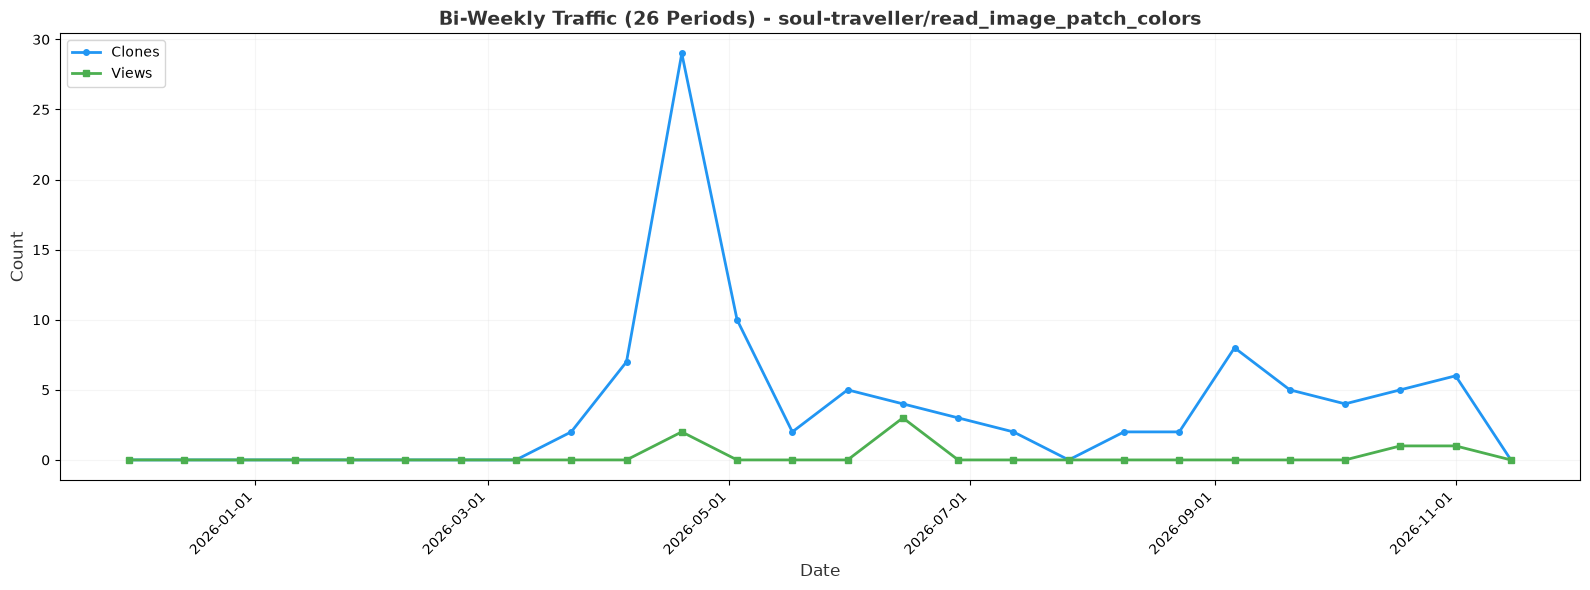 Bi-Weekly Traffic (26 Periods) - soul-traveller/read_image_patch_colors
Clones
Views
Count
30
25
20
15
10
5
0
2026-01-01
2026-03-01
2026-05-01
2026-07-01
2026-09-01
2026-11-01
Date